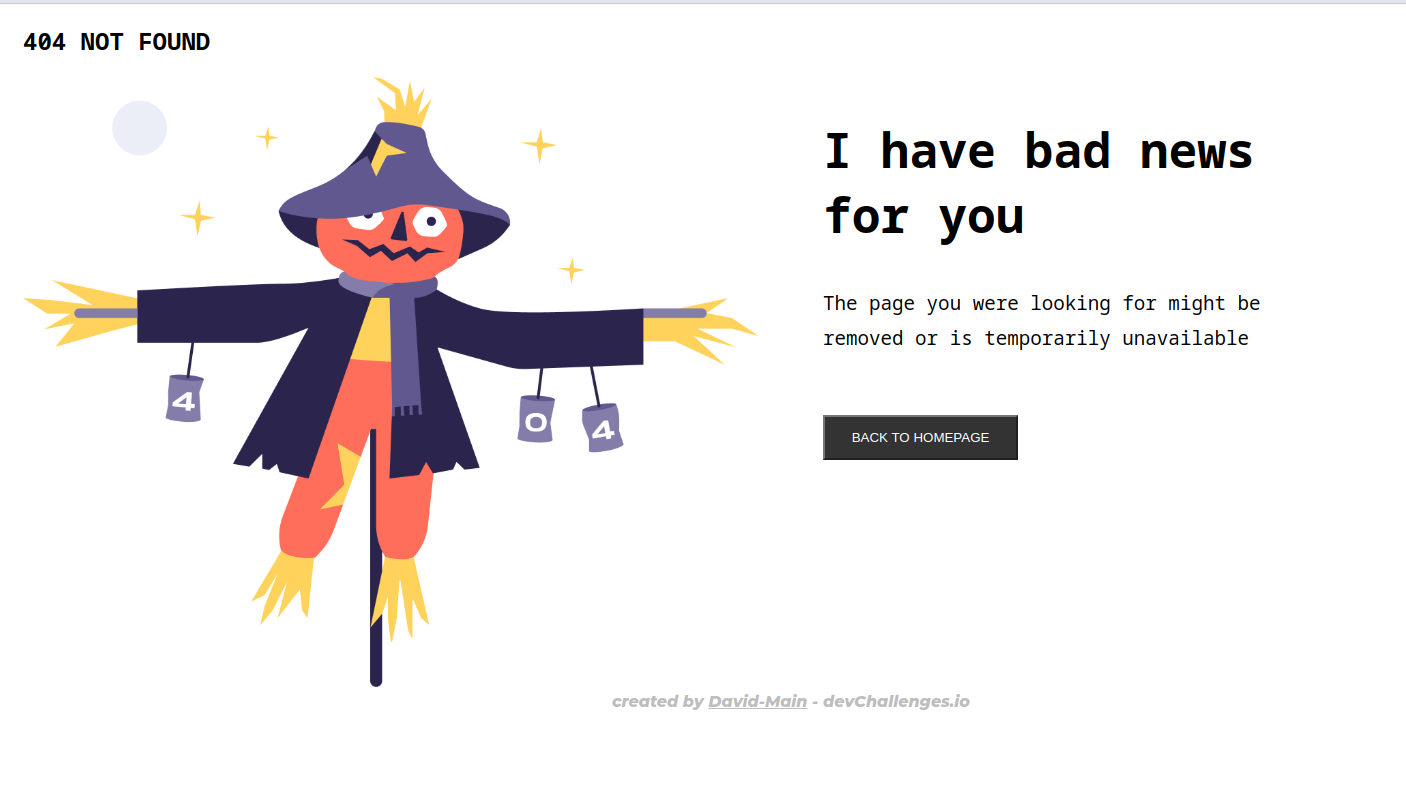 404 NOT FOUND
I have bad news
for you
The page you were looking for might be
removed or is temporarily unavailable
4
0
4
BACK TO HOMEPAGE
created by David-Main - devChallenges.io